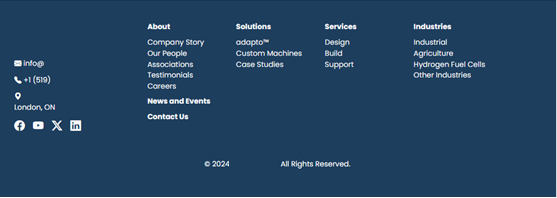 info@
+1 (519)
London, ON
About
Company Story
Our People
Associations
Testimonials
Careers
News and Events
Contact Us
Solutions
adapto™
Custom Machines
Case Studies
Services
Design
Build
Support
Industries
Industrial
Agriculture
Hydrogen Fuel Cells
Other Industries
© 2024 All Rights Reserved.